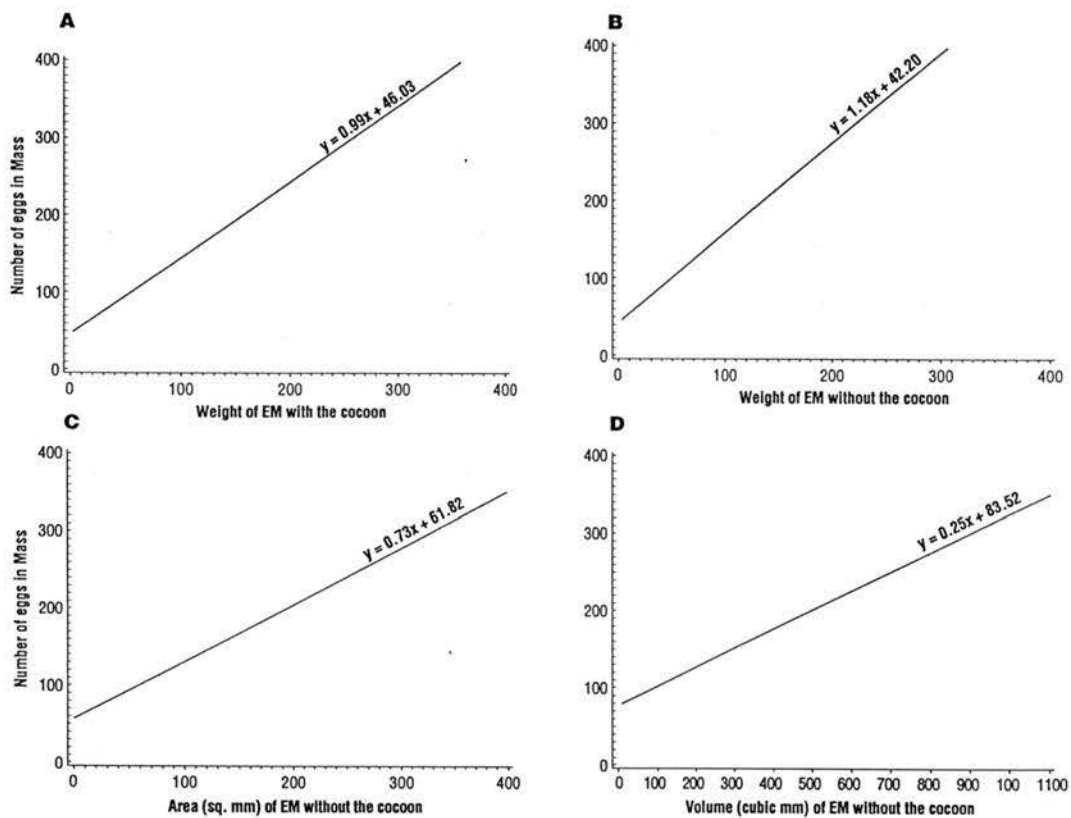 A
400
300
200
100
0
Number of eggs in Mass
y = 0.99x + 46.03
0 100 200 300 400
Weight of EM with the cocoon
B
400
300
200
100
0
y = 1.18x + 42.20
0 100 200 300 400
Weight of EM without the cocoon
C
400
300
200
100
0
Number of eggs in Mass
y = 0.73x + 61.82
0 100 200 300 400
Area (sq. mm) of EM without the cocoon
D
400
300
200
100
0
y = 0.25x + 83.52
0 100 200 300 400 500 600 700 800 900 1000 1100
Volume (cubic mm) of EM without the cocoon